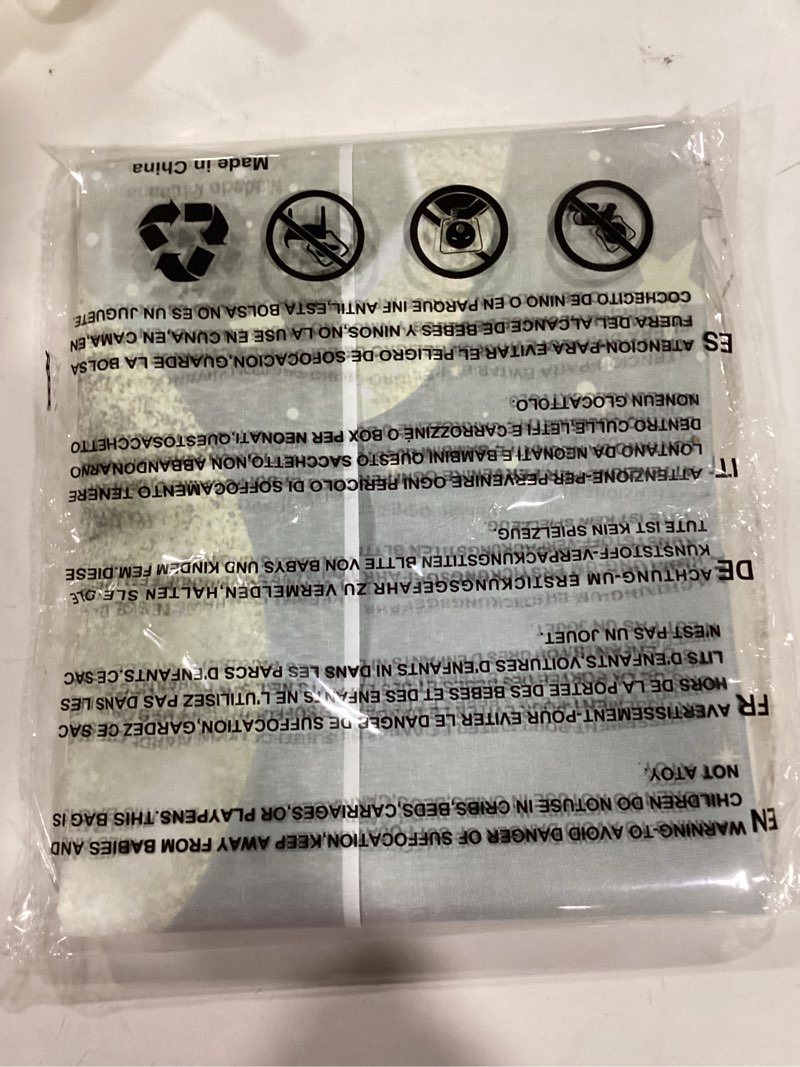 EN WARNING-TO AVOID DANGER OF SUFFOCATION,KEEP AWAY FROM BABIES AND
CHILDREN DO NOTUSE IN CRIBS,BEDS,CARRIAGES,OR PLAYPENS.THIS BAG IS
NOT ATOY.
FR AVERTISSEMENT-POUR EVITER LE DANGER DE SUFFOCATION,GARDEZ CE SAC
HORS DE LA PORTEE DES BEBES ET DES ENFANTS NE L'UTILISEZ PAS DANS LES
LITS D'ENFANTS,VOITURES D'ENFANTS NI DANS LES PARCS D'ENFANTS,CE SAC
N'EST PAS UN JOUET.
DE ACHTUNG-UM-ERSTICKUNGSGEFAHR ZU VERMELDEN,HALTEN SLE,DLE
KUNSTSTOFF-VERPACKUNGSTITEN BLTTE VON BABYS UND KINDEM FEM.DIESE
TUTE IST KEIN SPIELZEUG.
IT- ATTENZIONE-PER-PERVENIRE OGNI PERICOLO DI SOFFOCAMENTO TENERE
LONTANO DA NEONATI E BAMBINI QUESTO SACCHETTO,NON ABBANDONARNO
DENTRO CULLE,LETTI E CARROZZINE O BOX PER NEONATI,QUESTOSACCHETTO
NONEUN GLOCATTOLO.
ES ATENCION-PARA-EVITAR EL PELIGRO DE SOFOCACION,GUARDE LA BOLSA
FUERA DEL ALCANCE DE BEBES Y NINOS,NO LA USE EN CUNA,EN CAMA,EN
COCHECITO DE NINO O EN PARQUE INF ANTIL,ESTA BOLSA NO ES UN JUGUETE
Made in China